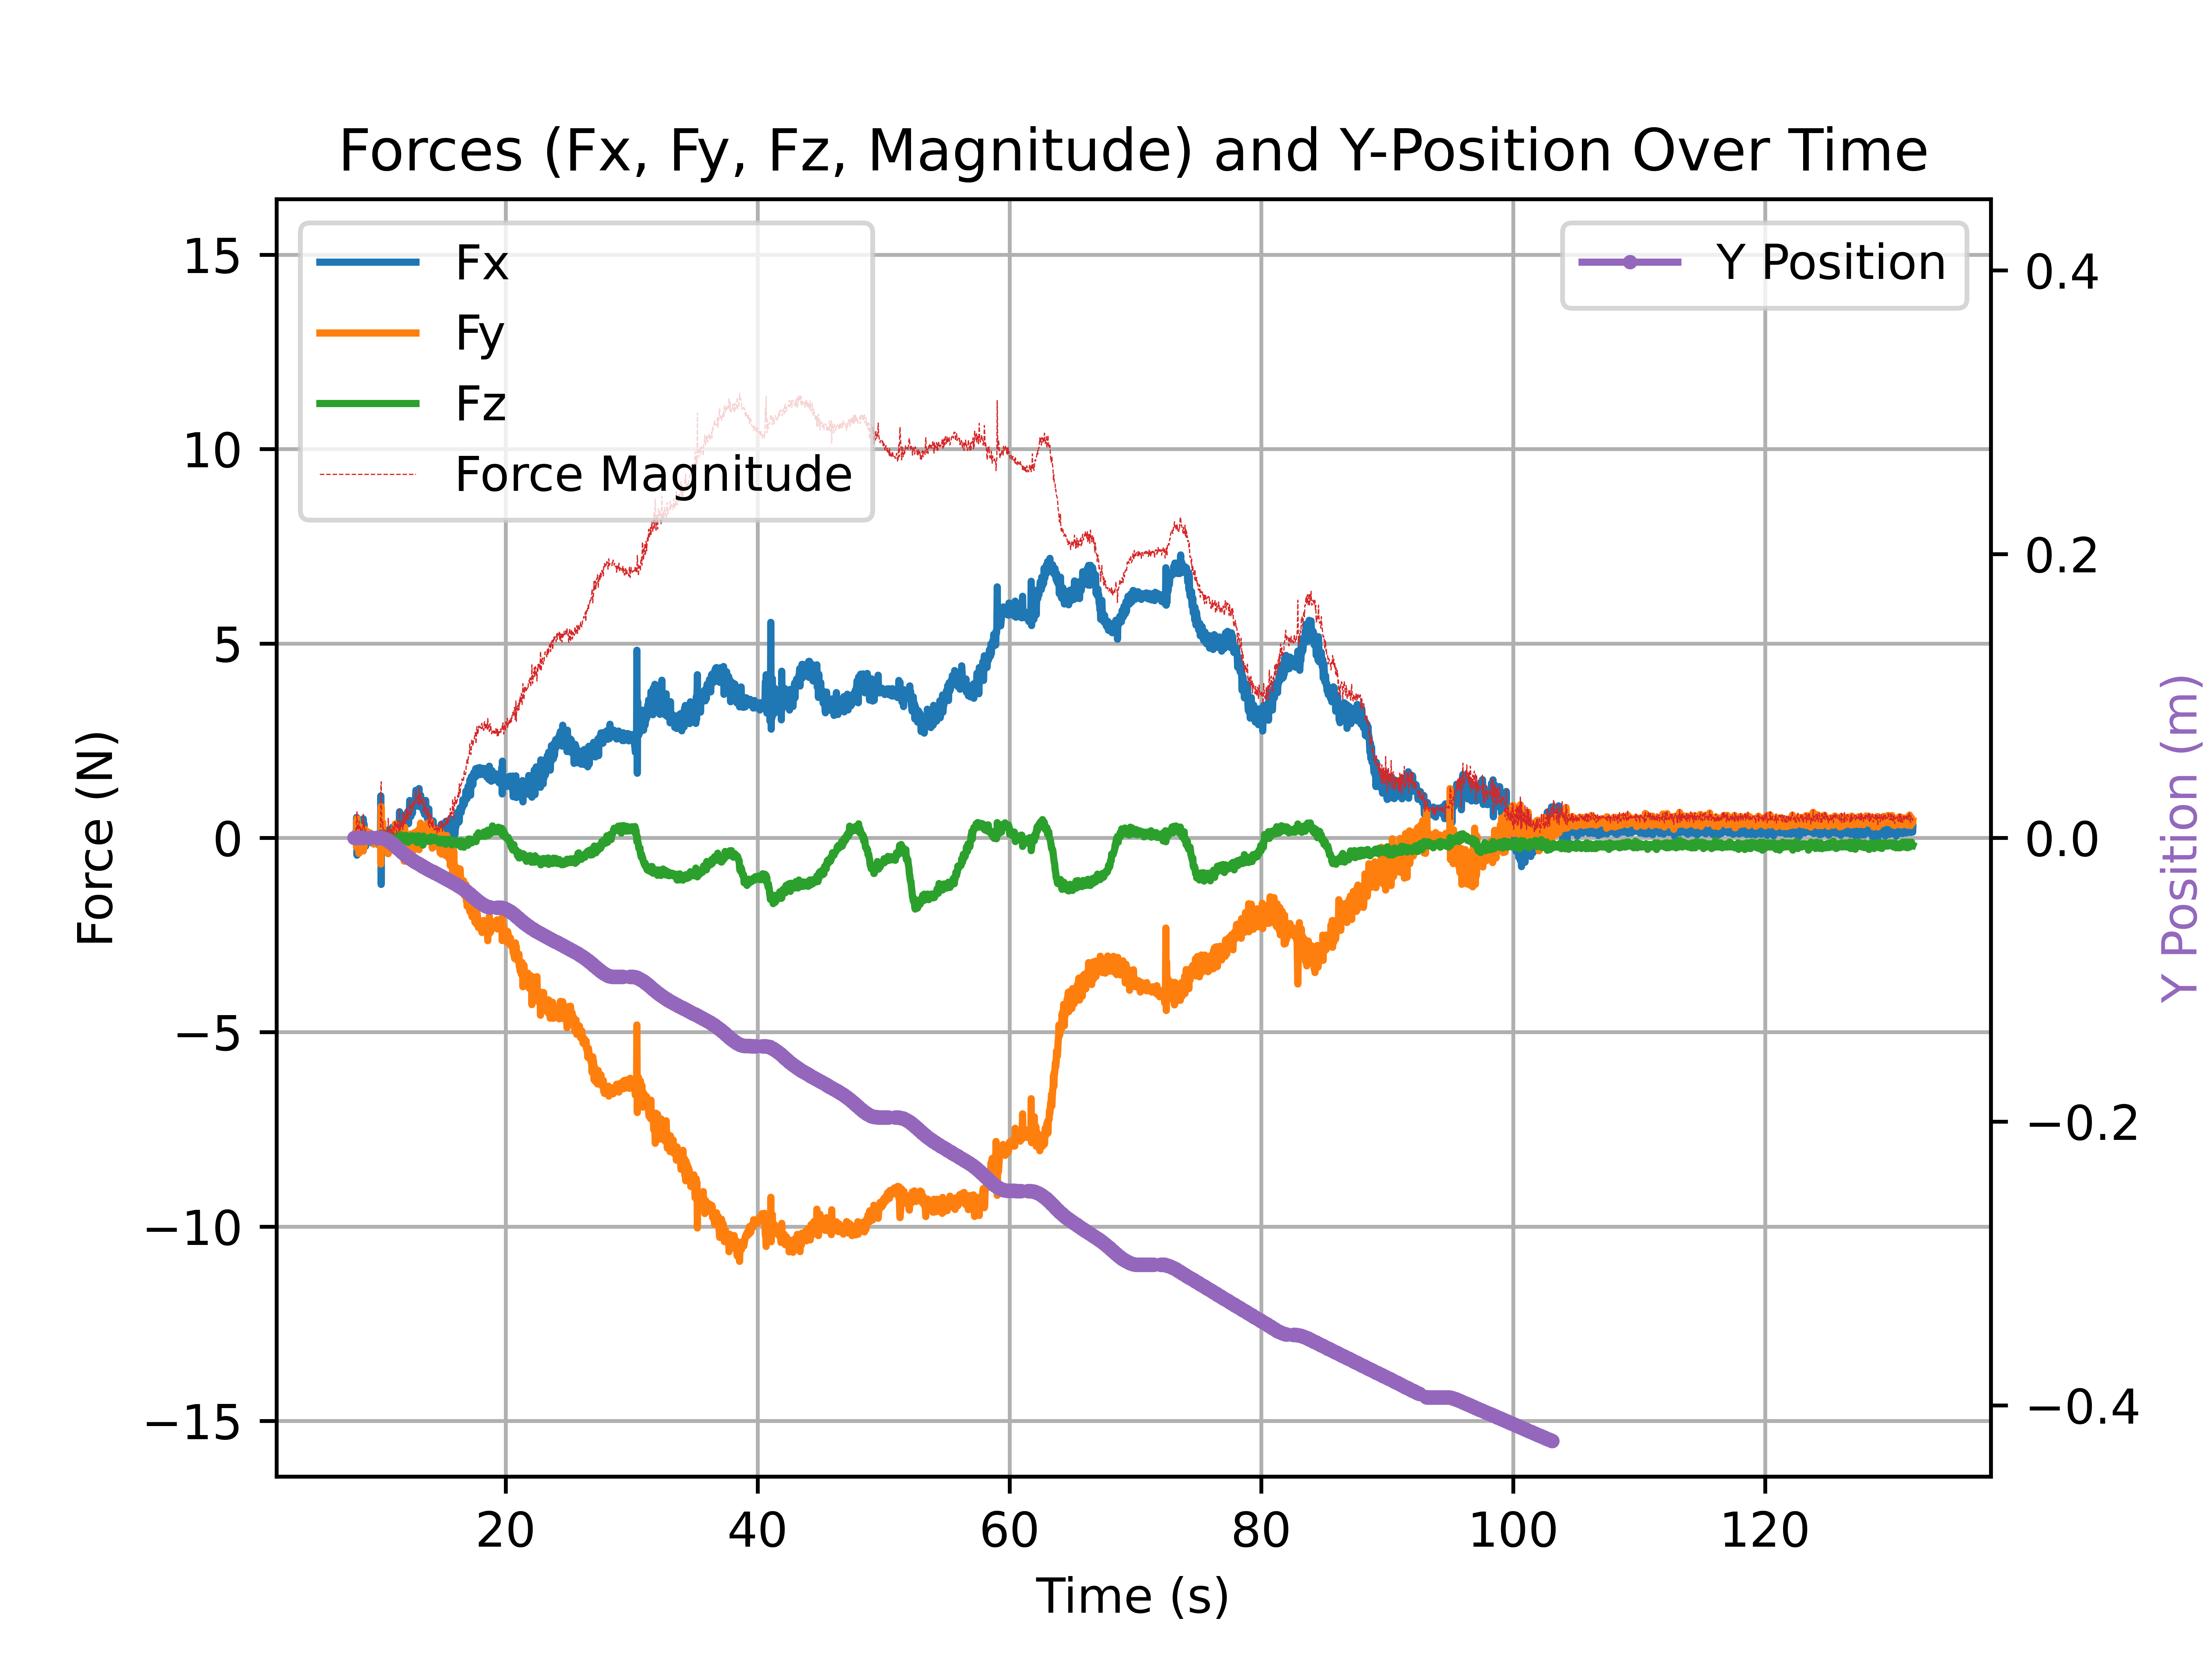 Forces (Fx, Fy, Fz, Magnitude) and Y-Position Over Time
Fx
Fy
Fz
Force Magnitude
Y Position
15
10
5
0
−5
−10
−15
Force (N)
0.4
0.2
0.0
−0.2
−0.4
Y Position (m)
20
40
60
80
100
120
Time (s)